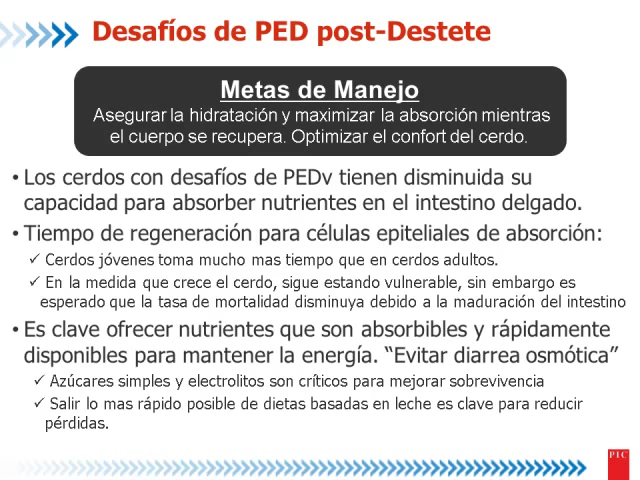 Desafíos de PED post-Destete
Metas de Manejo
Asegurar la hidratación y maximizar la absorción mientras
el cuerpo se recupera. Optimizar el confort del cerdo.
• Los cerdos con desafíos de PEDv tienen disminuida su
capacidad para absorber nutrientes en el intestino delgado.
• Tiempo de regeneración para células epiteliales de absorción:
✓ Cerdos jóvenes toma mucho mas tiempo que en cerdos adultos.
✓ En la medida que crece el cerdo, sigue estando vulnerable, sin embargo es
esperado que la tasa de mortalidad disminuya debido a la maduración del intestino
• Es clave ofrecer nutrientes que son absorbibles y rápidamente
disponibles para mantener la energía. “Evitar diarrea osmótica”
✓ Azúcares simples y electrolitos son críticos para mejorar sobrevivencia
✓ Salir lo mas rápido posible de dietas basadas en leche es clave para reducir
pérdidas.
PIC